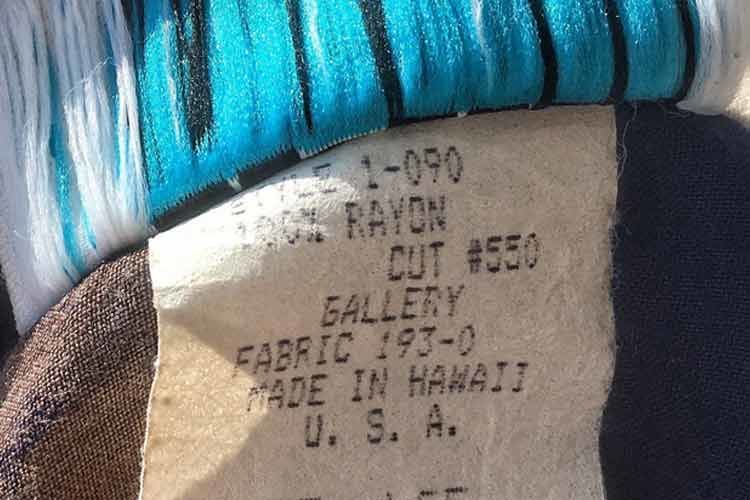 1-090
RAYON
CUT #550
GALLERY
FABRIC 193-0
MADE IN HAWAII
U. S. A.